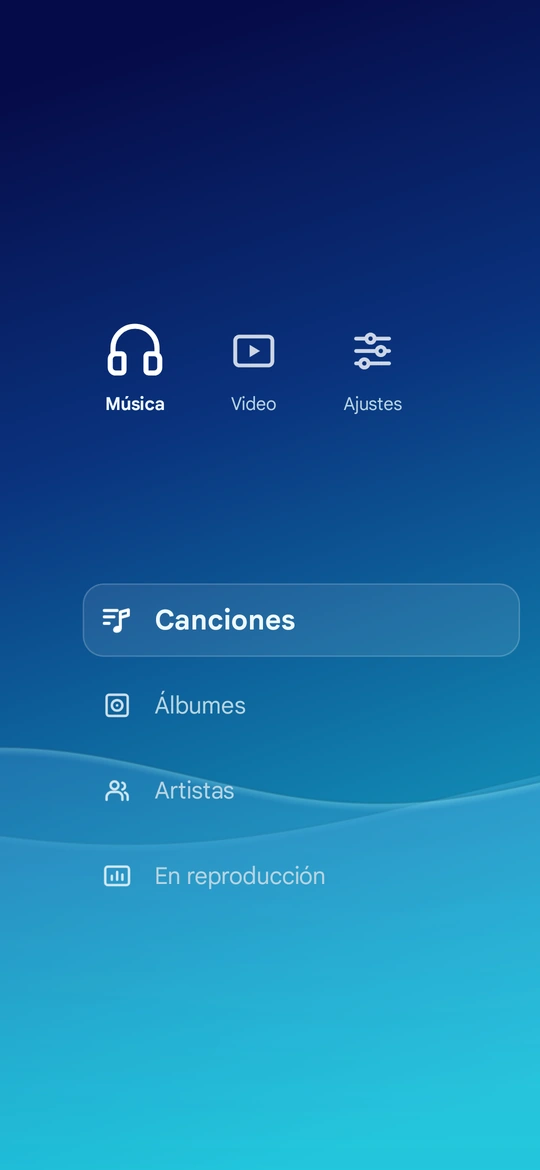 Música Video Ajustes
Canciones
Álbumes
Artistas
En reproducción